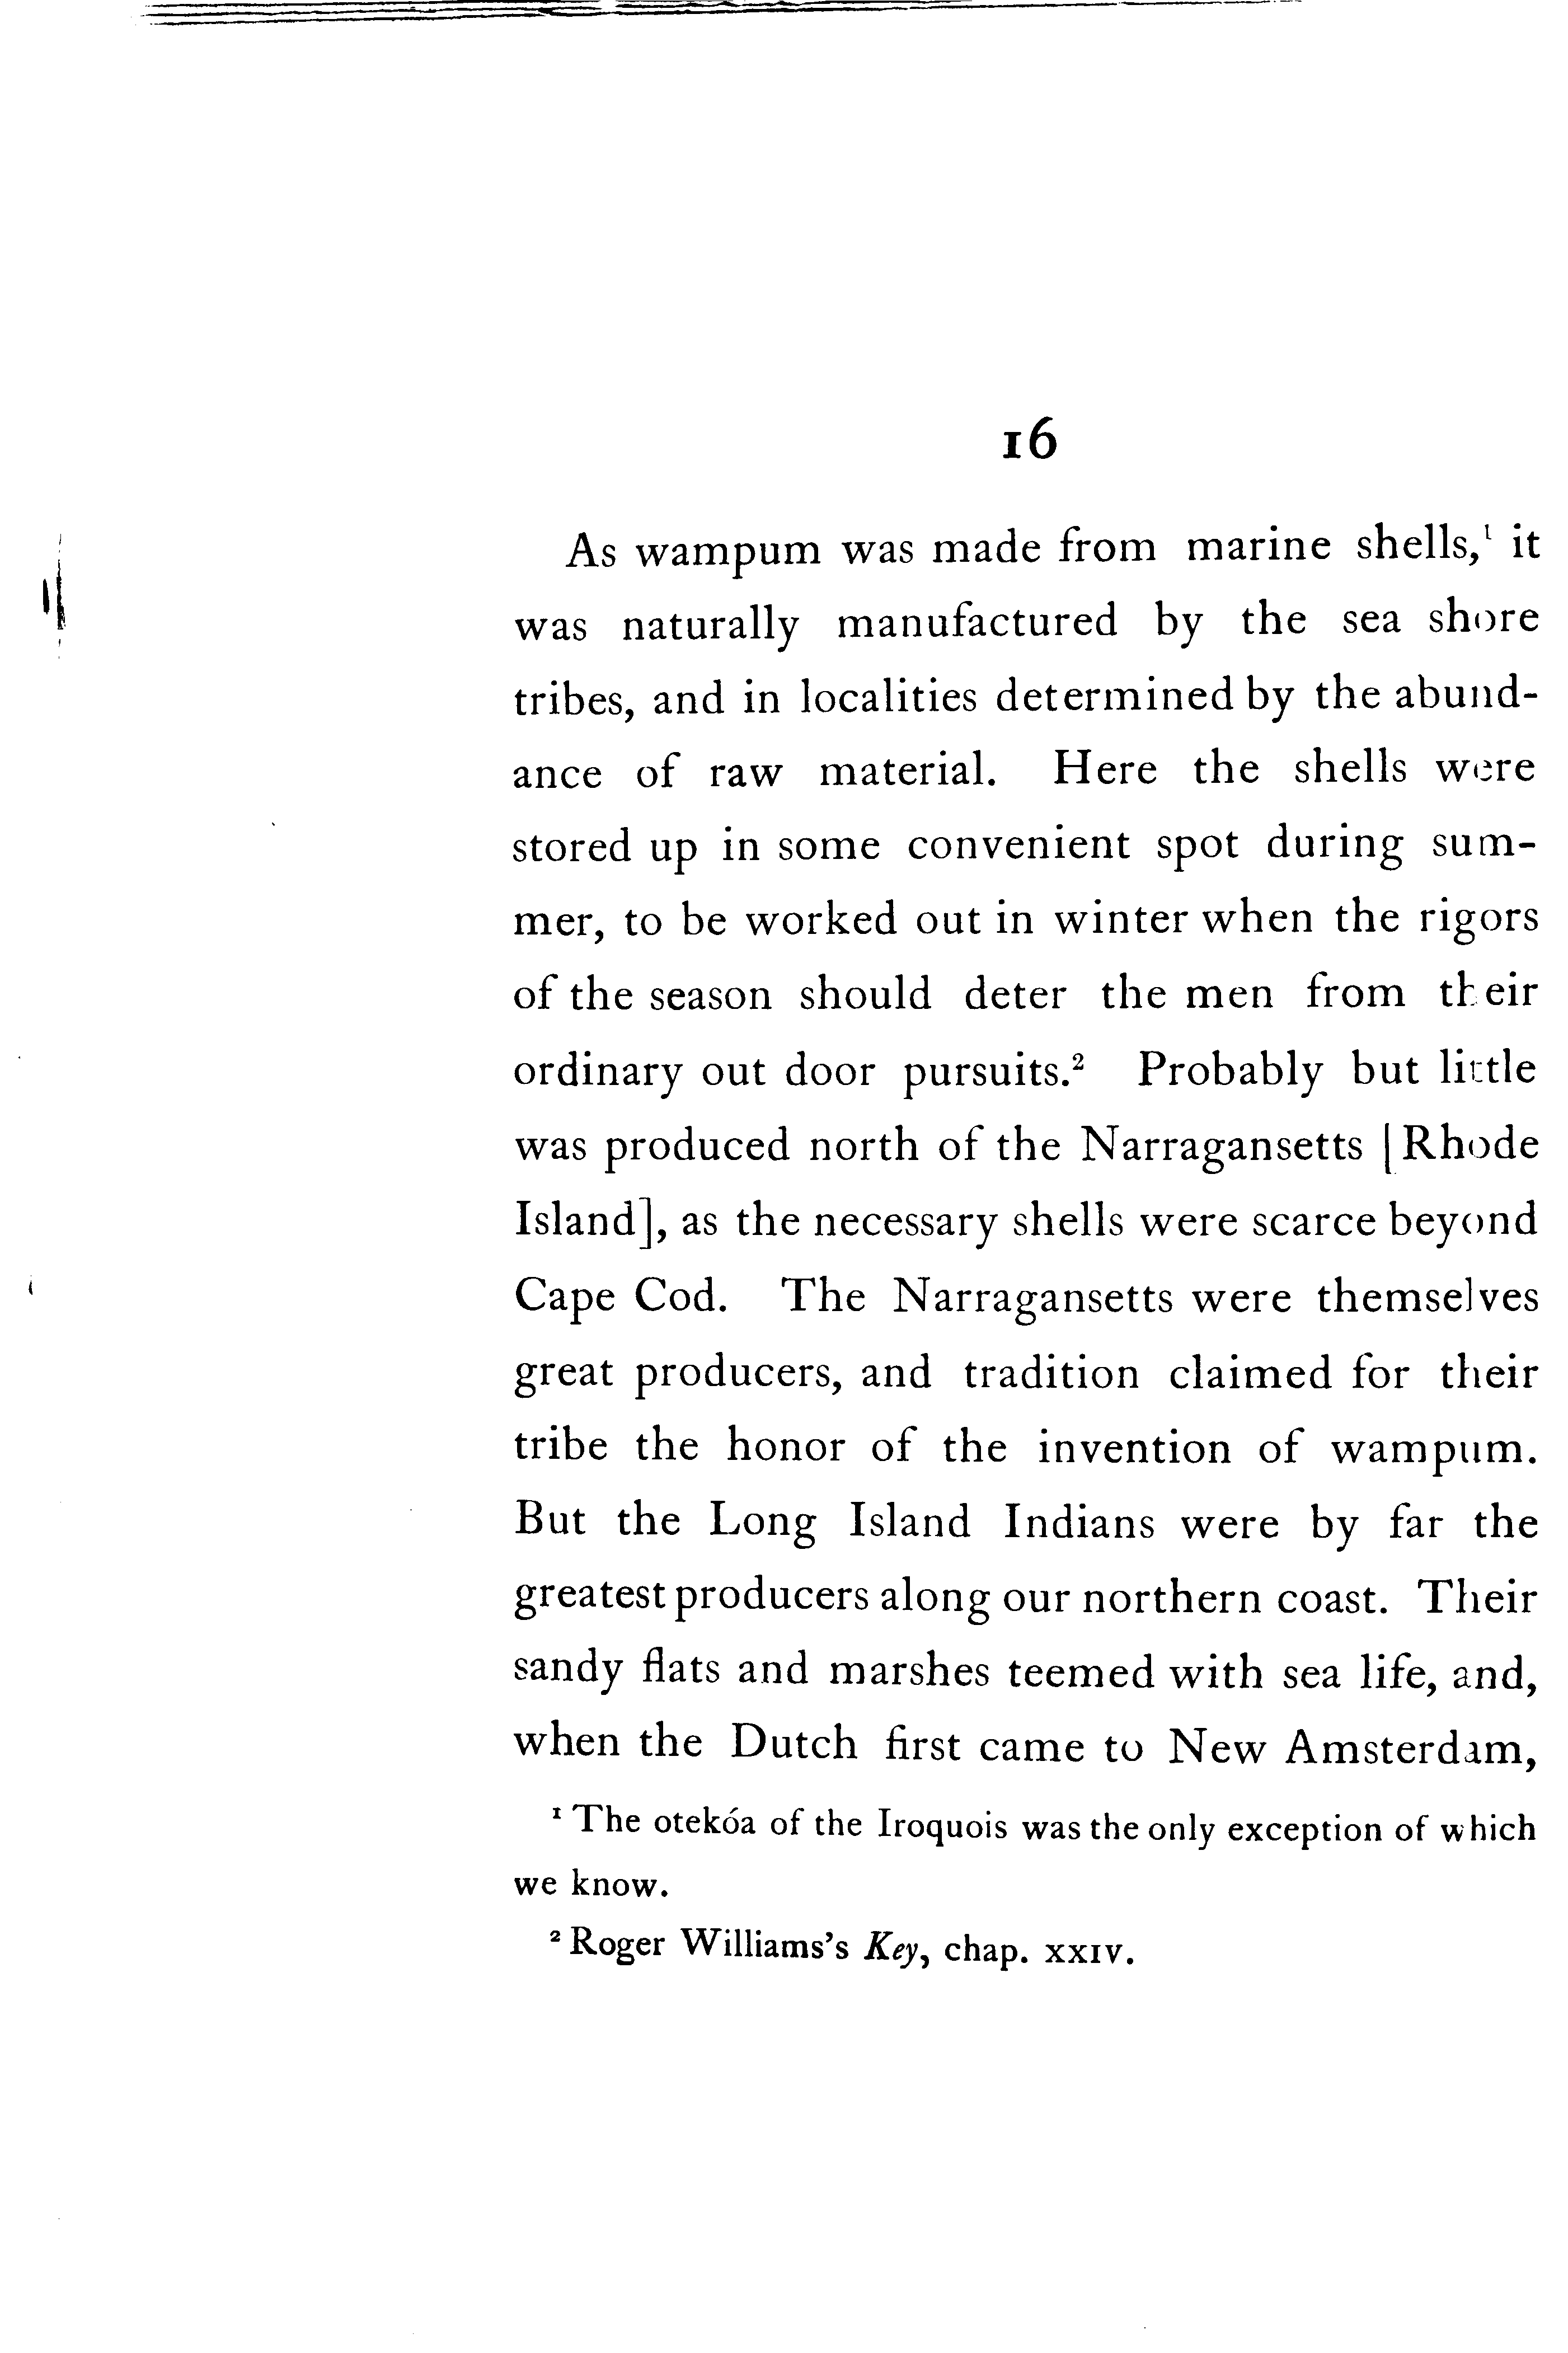 16
As wampum was made from marine shells,¹ it
was naturally manufactured by the sea shore
tribes, and in localities determined by the abund-
ance of raw material. Here the shells were
stored up in some convenient spot during sum-
mer, to be worked out in winter when the rigors
of the season should deter the men from their
ordinary out door pursuits.² Probably but little
was produced north of the Narragansetts [Rhode
Island], as the necessary shells were scarce beyond
Cape Cod. The Narragansetts were themselves
great producers, and tradition claimed for their
tribe the honor of the invention of wampum.
But the Long Island Indians were by far the
greatest producers along our northern coast. Their
sandy flats and marshes teemed with sea life, and,
when the Dutch first came to New Amsterdam,
¹ The otekóa of the Iroquois was the only exception of which
we know.
² Roger Williams's Key, chap. XXIV.